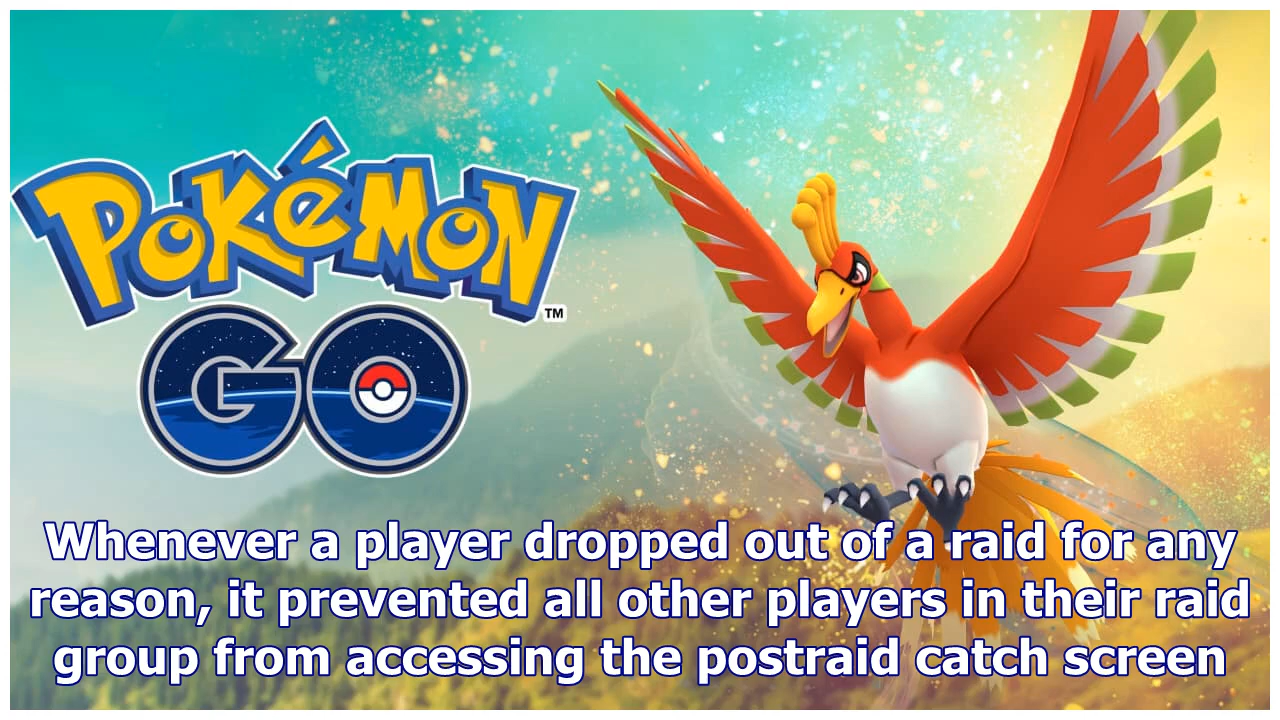 POKéMON
TM
GO
Whenever a player dropped out of a raid for any
reason, it prevented all other players in their raid
group from accessing the postraid catch screen